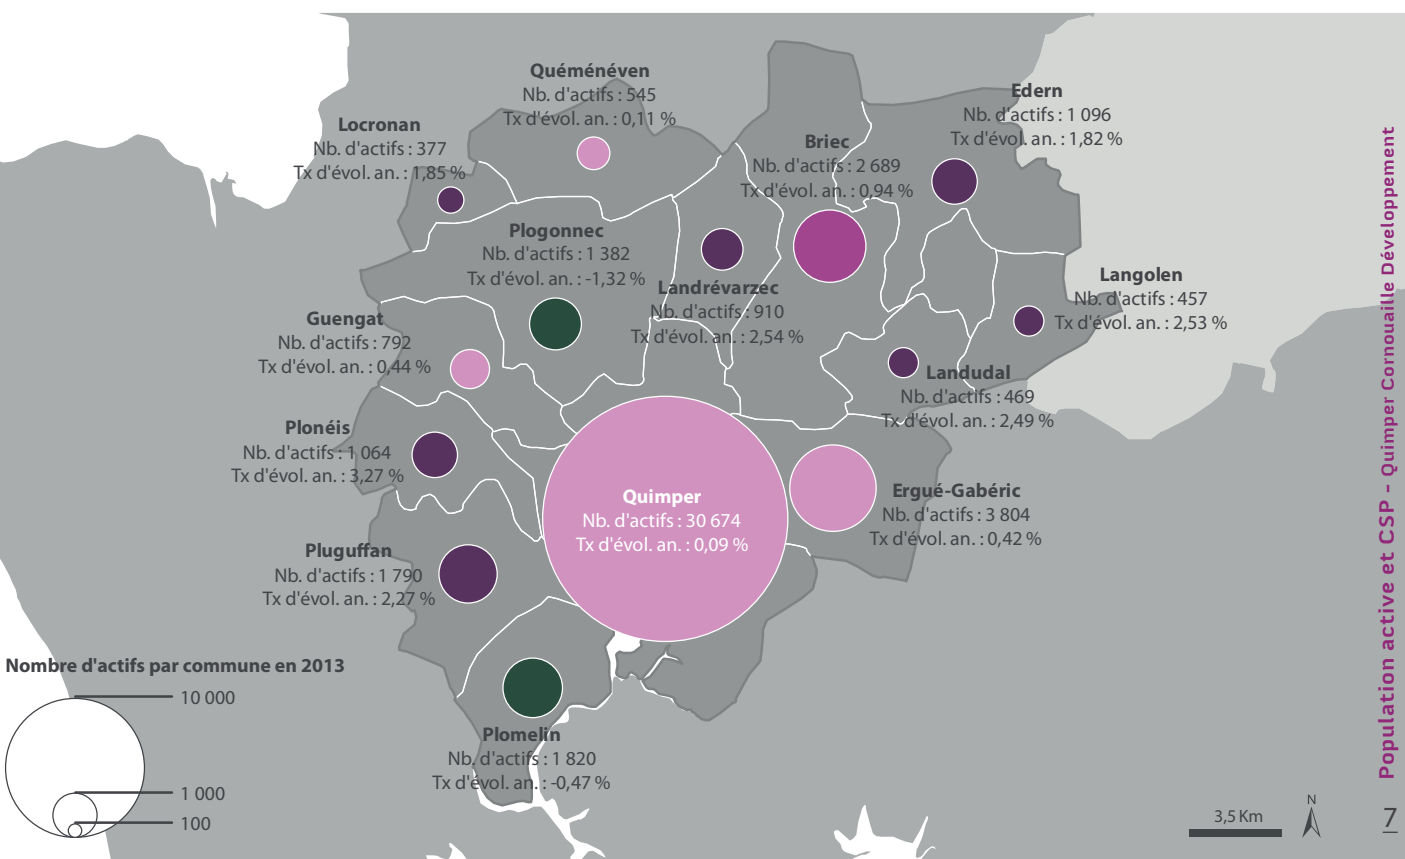 Quéménéven
Nb. d'actifs : 545
Tx d'évol. an. : 0,11 %
Edern
Nb. d'actifs : 1 096
Tx d'évol. an. : 1,82 %
Locronan
Nb. d'actifs : 377
Tx d'évol. an. : 1,85 %
Briec
Nb. d'actifs : 2 689
Tx d'évol. an. : 0,94 %
Plogonnec
Nb. d'actifs : 1 382
Tx d'évol. an. : -1,32 %
Landrévarzec
Nb. d'actifs : 910
Tx d'évol. an. : 2,54 %
Langolen
Nb. d'actifs : 457
Tx d'évol. an. : 2,53 %
Guengat
Nb. d'actifs : 792
Tx d'évol. an. : 0,44 %
Landudal
Nb. d'actifs : 469
Tx d'évol. an. : 2,49 %
Plonéis
Nb. d'actifs : 1 064
Tx d'évol. an. : 3,27 %
Quimper
Nb. d'actifs : 30 674
Tx d'évol. an. : 0,09 %
Ergué-Gabéric
Nb. d'actifs : 3 804
Tx d'évol. an. : 0,42 %
Pluguffan
Nb. d'actifs : 1 790
Tx d'évol. an. : 2,27 %
Plomelin
Nb. d'actifs : 1 820
Tx d'évol. an. : -0,47 %
Nombre d'actifs par commune en 2013
10 000
1 000
100
3,5 Km
N
Population active et CSP - Quimper Cornouaille Développement
7